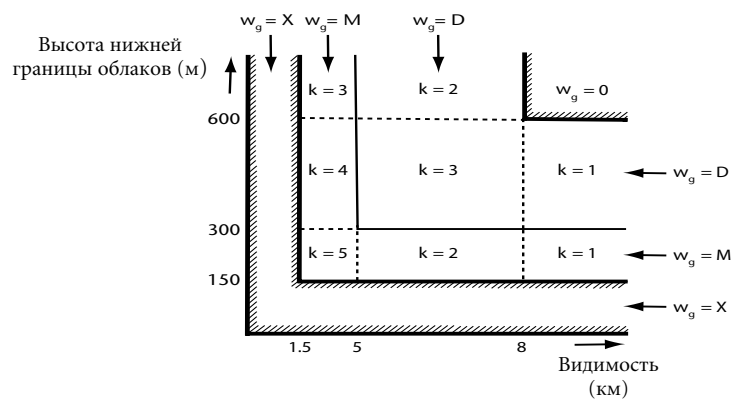 w_g = X w_g = M w_g = D
Высота нижней
границы облаков (м)
k = 3 k = 2 w_g = 0
600
k = 4 k = 3 k = 1 w_g = D
300
k = 5 k = 2 k = 1 w_g = M
150
w_g = X
1.5 5 8
Видимость
(км)